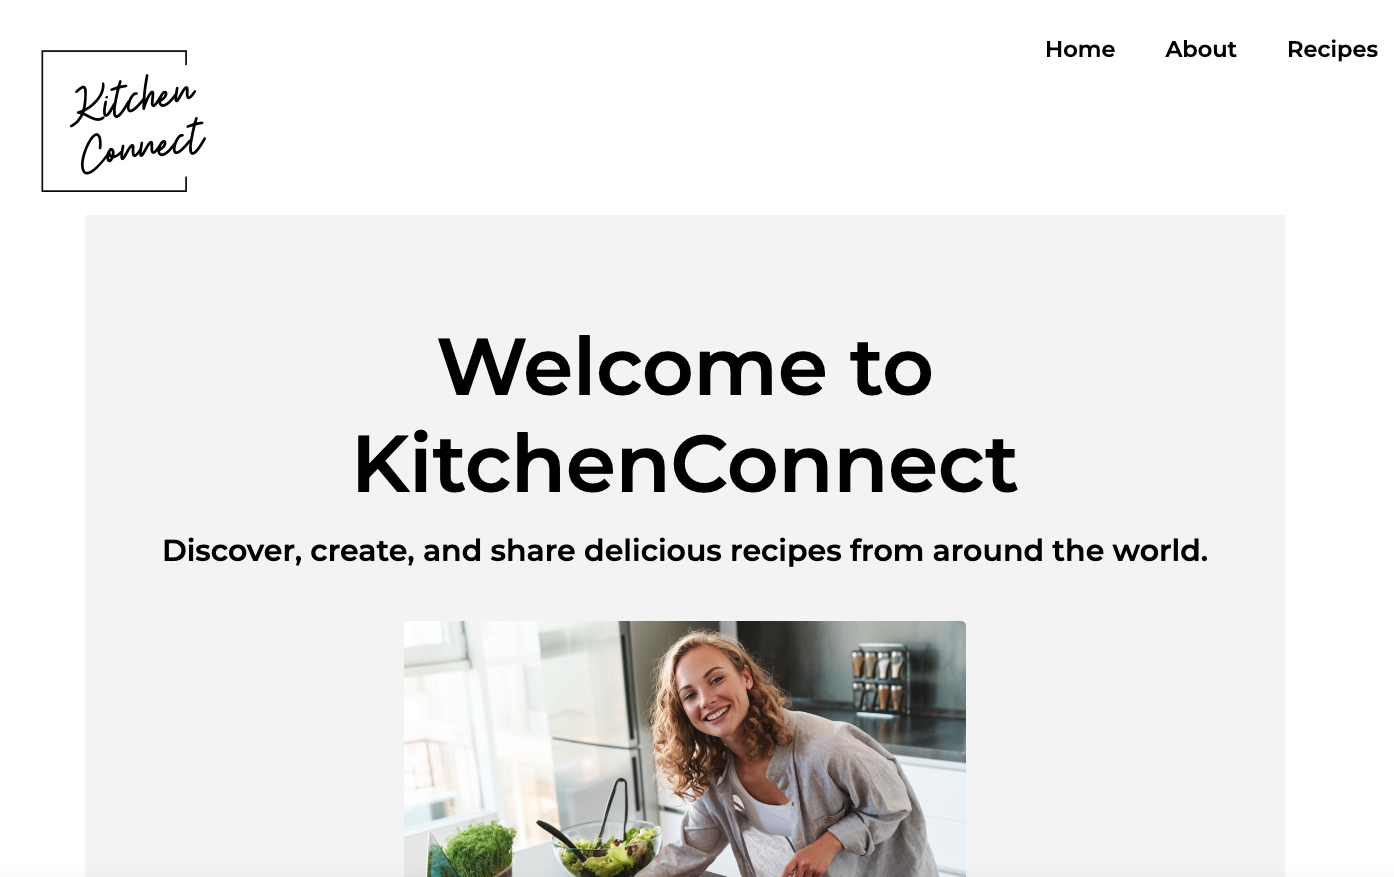 Kitchen
Connect
Home About Recipes
Welcome to
KitchenConnect
Discover, create, and share delicious recipes from around the world.